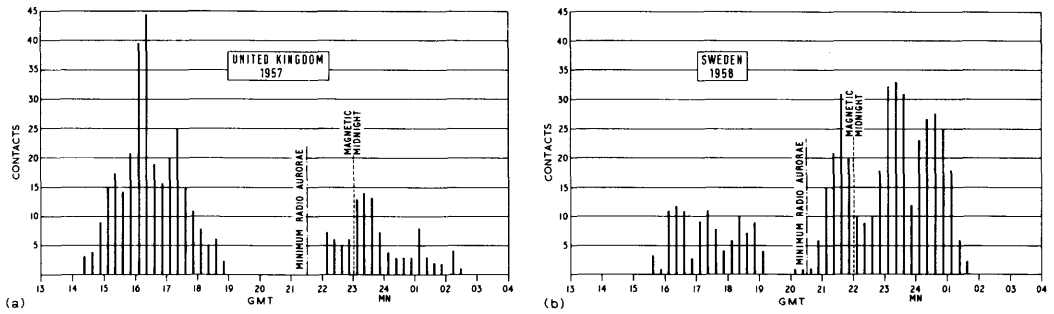 45
40
35
30
25
20
15
10
5
CONTACTS
UNITED KINGDOM
1957
MINIMUM RADIO AURORAE
MAGNETIC
MIDNIGHT
13 14 15 16 17 18 19 20 21 22 23 24 01 02 03 04
GMT
MN
(a)
45
40
35
30
25
20
15
10
5
CONTACTS
SWEDEN
1958
MINIMUM RADIO AURORAE
MAGNETIC
MIDNIGHT
13 14 15 16 17 18 19 20 21 22 23 24 01 02 03 04
GMT
MN
(b)